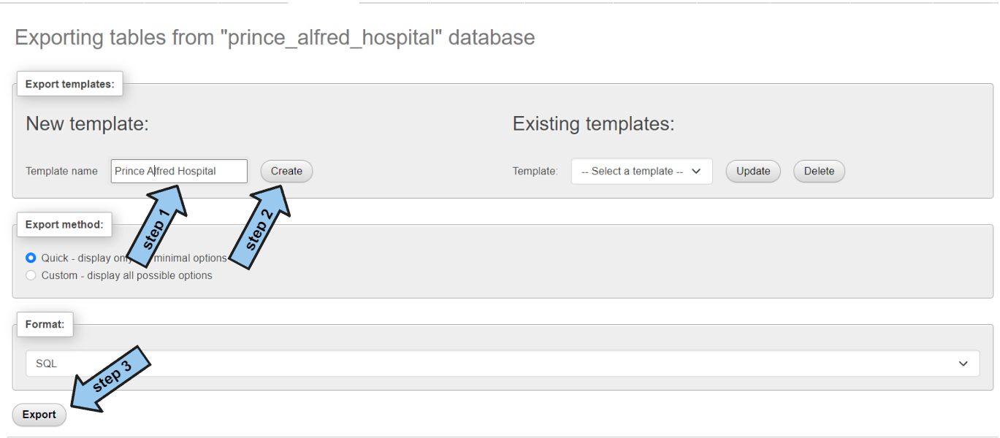 Exporting tables from "prince_alfred_hospital" database
Export templates:
New template:
Existing templates:
Template name
Prince Alfred Hospital
Create
Template:
-- Select a template --
Update
Delete
step 1
step 2
Export method:
Quick - display only minimal options
Custom - display all possible options
Format:
SQL
step 3
Export